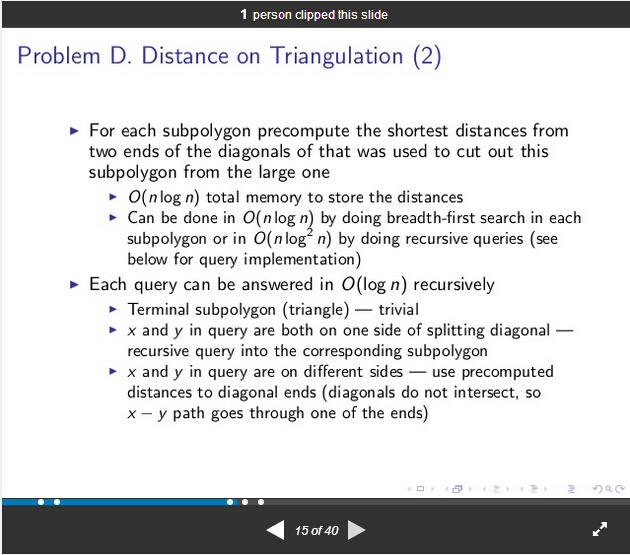 1 person clipped this slide
Problem D. Distance on Triangulation (2)
For each subpolygon precompute the shortest distances from
two ends of the diagonals of that was used to cut out this
subpolygon from the large one
O(n log n) total memory to store the distances
Can be done in O(n log n) by doing breadth-first search in each
subpolygon or in O(n log² n) by doing recursive queries (see
below for query implementation)
Each query can be answered in O(log n) recursively
Terminal subpolygon (triangle) — trivial
x and y in query are both on one side of splitting diagonal —
recursive query into the corresponding subpolygon
x and y in query are on different sides — use precomputed
distances to diagonal ends (diagonals do not intersect, so
x − y path goes through one of the ends)
15 of 40